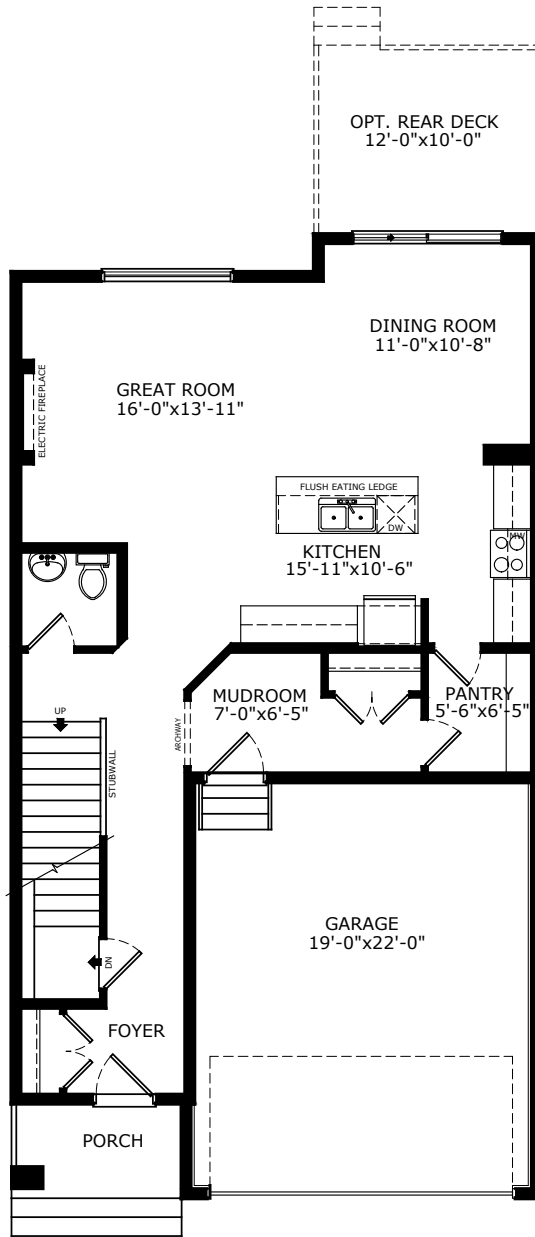 OPT. REAR DECK
12'-0"x10'-0"
DINING ROOM
11'-0"x10'-8"
GREAT ROOM
16'-0"x13'-11"
ELECTRIC FIREPLACE
FLUSH EATING LEDGE
DW
MW
KITCHEN
15'-11"x10'-6"
MUDROOM
7'-0"x6'-5"
PANTRY
5'-6"x6'-5"
UP
ARCHWAY
STUBWALL
GARAGE
19'-0"x22'-0"
DN
FOYER
PORCH